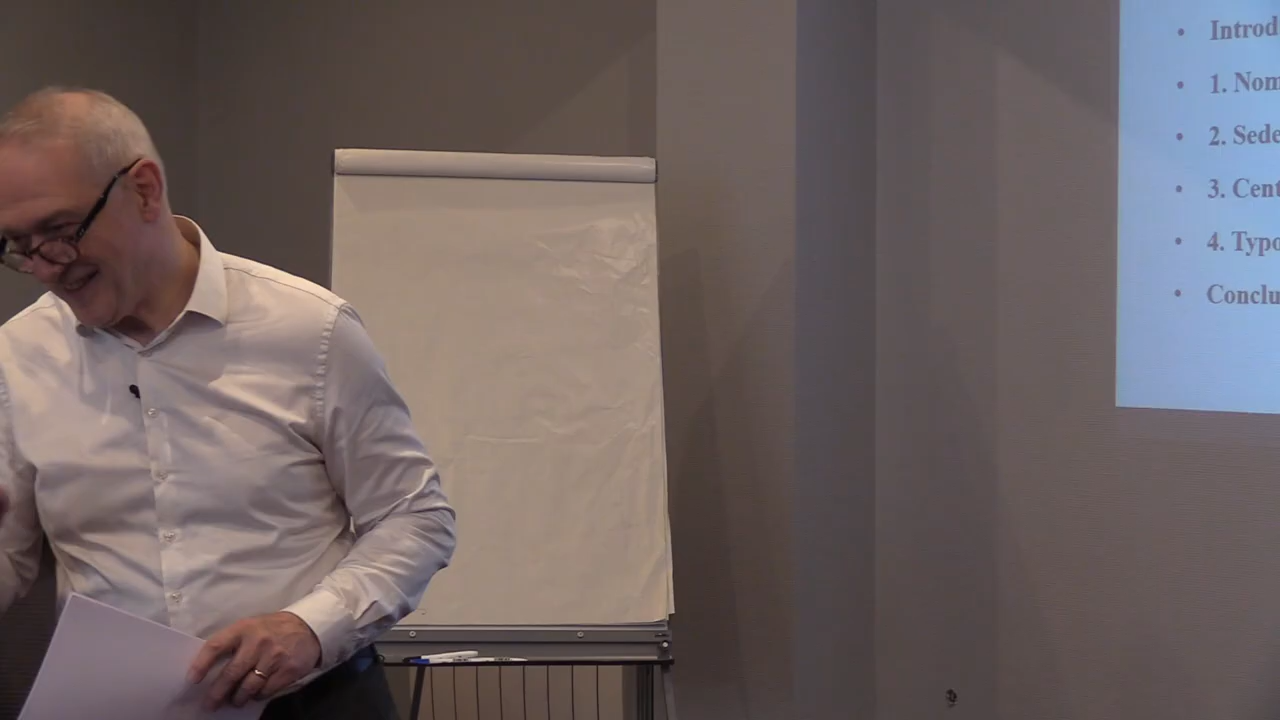 • Introd
• 1. Nom
• 2. Sede
• 3. Cent
• 4. Typo
• Conclu